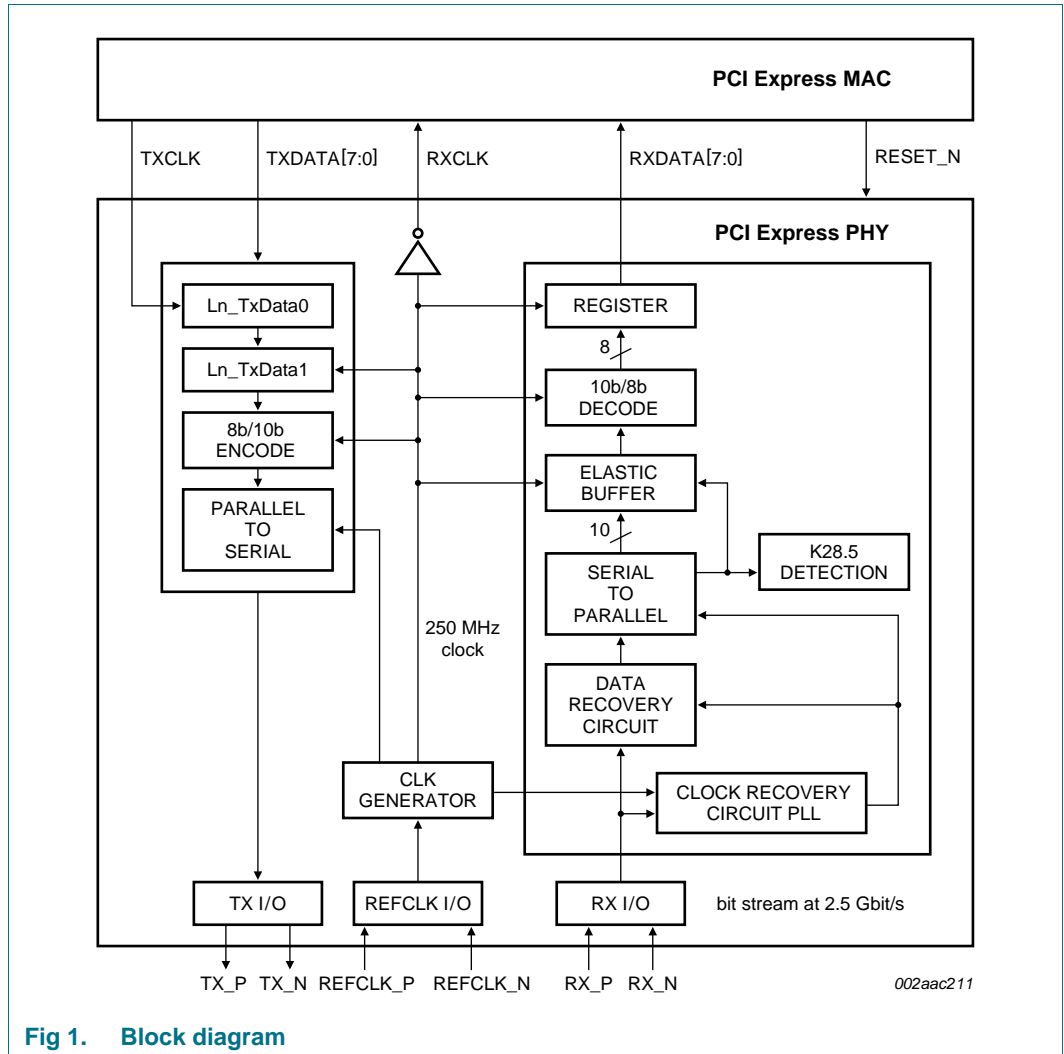 PCI Express MAC
TXCLK
TXDATA[7:0]
RXCLK
RXDATA[7:0]
RESET_N
PCI Express PHY
Ln_TxData0
Ln_TxData1
8b/10b
ENCODE
PARALLEL
TO
SERIAL
REGISTER
8
10b/8b
DECODE
ELASTIC
BUFFER
10
K28.5
DETECTION
SERIAL
TO
PARALLEL
250 MHz
clock
DATA
RECOVERY
CIRCUIT
CLK
GENERATOR
CLOCK RECOVERY
CIRCUIT PLL
TX I/O
REFCLK I/O
RX I/O
bit stream at 2.5 Gbit/s
TX_P
TX_N
REFCLK_P
REFCLK_N
RX_P
RX_N
002aac211
Fig 1. Block diagram